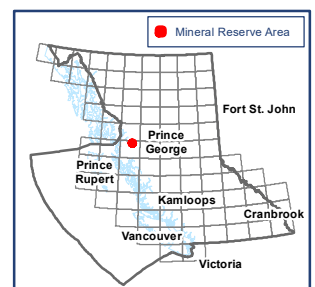 Mineral Reserve Area
Fort St. John
Prince
George
Prince
Rupert
Kamloops
Cranbrook
Vancouver
Victoria